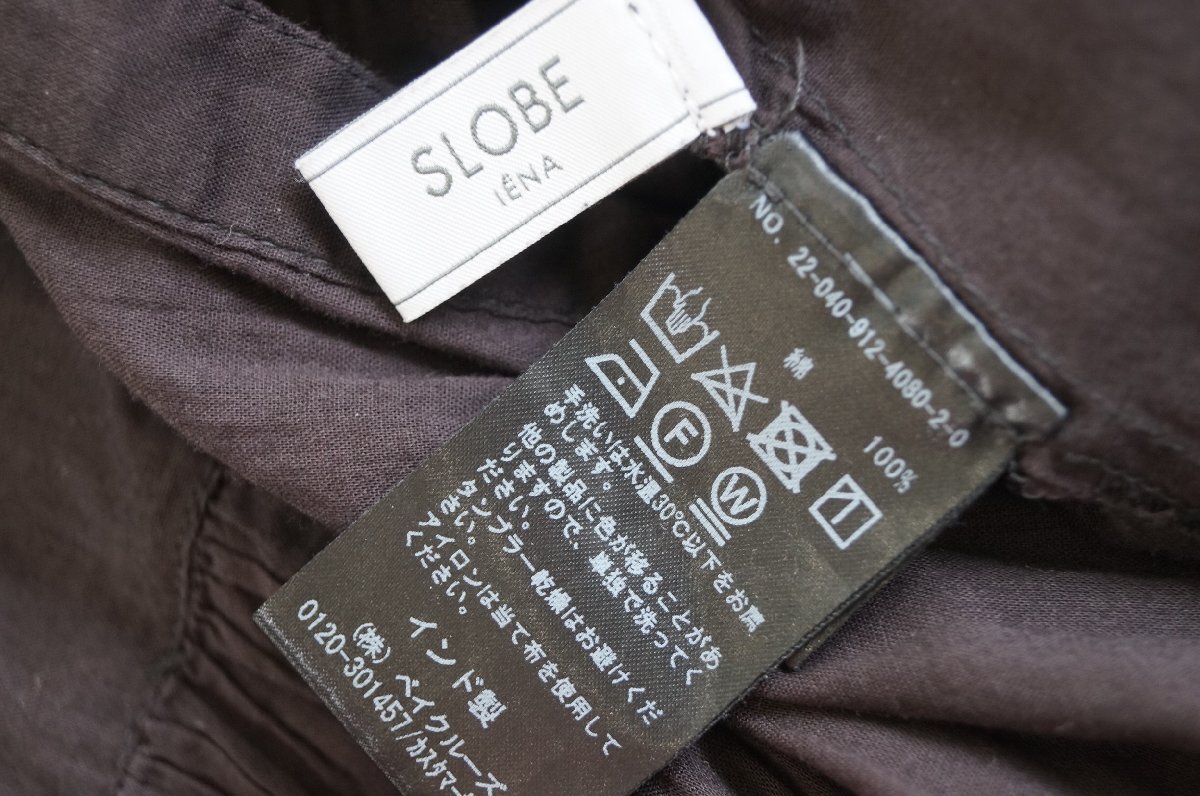 SLOBE
IÉNA
NO. 22-040-912-4080-2-0
綿 100%
F
W
手洗いは水温30℃以下をお薦
めします。
他の製品に色が移ることがあ
りますので、単独で洗ってく
ださい。
タンブラー乾燥はお避けくだ
さい。
アイロンは当て布を使用して
ください。
インド製
(株)ベイクルーズ
0120-301457/カスタマー